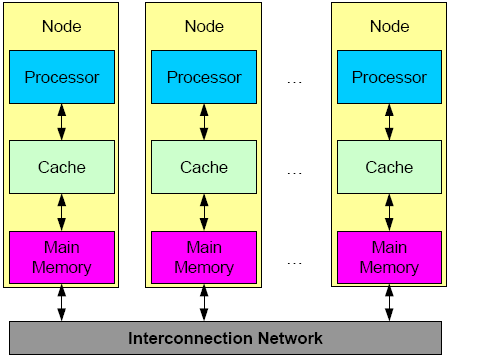 Node Node Node
Processor Processor ... Processor
Cache Cache ... Cache
Main Main Main
Memory Memory ... Memory
Interconnection Network